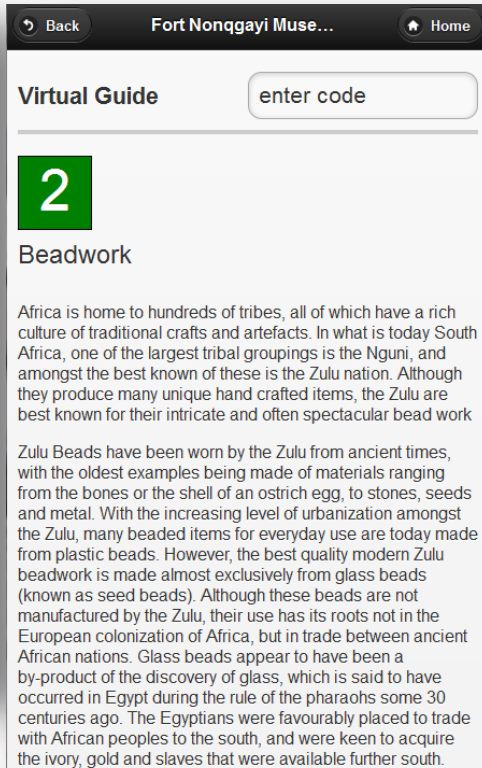 Back
Fort Nonqgayi Muse...
Home
Virtual Guide
enter code
2
Beadwork
Africa is home to hundreds of tribes, all of which have a rich
culture of traditional crafts and artefacts. In what is today South
Africa, one of the largest tribal groupings is the Nguni, and
amongst the best known of these is the Zulu nation. Although
they produce many unique hand crafted items, the Zulu are
best known for their intricate and often spectacular bead work
Zulu Beads have been worn by the Zulu from ancient times,
with the oldest examples being made of materials ranging
from the bones or the shell of an ostrich egg, to stones, seeds
and metal. With the increasing level of urbanization amongst
the Zulu, many beaded items for everyday use are today made
from plastic beads. However, the best quality modern Zulu
beadwork is made almost exclusively from glass beads
(known as seed beads). Although these beads are not
manufactured by the Zulu, their use has its roots not in the
European colonization of Africa, but in trade between ancient
African nations. Glass beads appear to have been a
by-product of the discovery of glass, which is said to have
occurred in Egypt during the rule of the pharaohs some 30
centuries ago. The Egyptians were favourably placed to trade
with African peoples to the south, and were keen to acquire
the ivory, gold and slaves that were available further south.